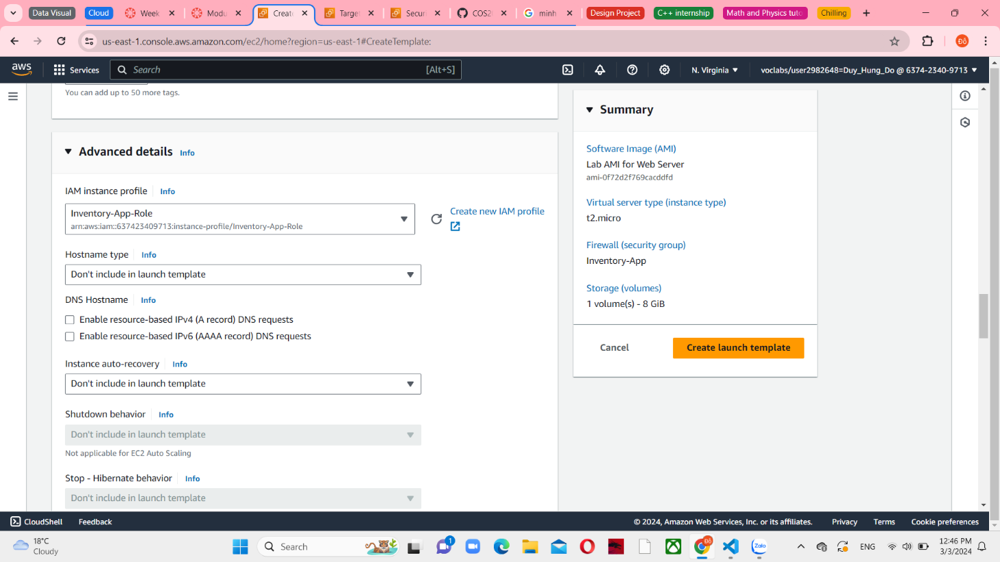 Data Visual
Cloud
Week
Modu
Create
Target
Securi
COS20
minh
Design Project
C++ internship
Math and Physics tuto
Chilling
us-east-1.console.aws.amazon.com/ec2/home?region=us-east-1#CreateTemplate:
Đỗ
aws
Services
Search
[Alt+S]
N. Virginia
voclabs/user2982648=Duy_Hung_Do @ 6374-2340-9713
You can add up to 50 more tags.
Advanced details Info
IAM instance profile Info
Inventory-App-Role
arn:aws:iam::637423409713:instance-profile/Inventory-App-Role
Create new IAM profile
Hostname type Info
Don't include in launch template
DNS Hostname Info
Enable resource-based IPv4 (A record) DNS requests
Enable resource-based IPv6 (AAAA record) DNS requests
Instance auto-recovery Info
Don't include in launch template
Shutdown behavior Info
Don't include in launch template
Not applicable for EC2 Auto Scaling
Stop - Hibernate behavior Info
Don't include in launch template
Summary
Software Image (AMI)
Lab AMI for Web Server
ami-0f72d2f769cacddfd
Virtual server type (instance type)
t2.micro
Firewall (security group)
Inventory-App
Storage (volumes)
1 volume(s) - 8 GiB
Cancel
Create launch template
CloudShell
Feedback
© 2024, Amazon Web Services, Inc. or its affiliates.
Privacy
Terms
Cookie preferences
18°C
Cloudy
Search
1
Đỗ
Zalo
ENG
12:46 PM
3/3/2024